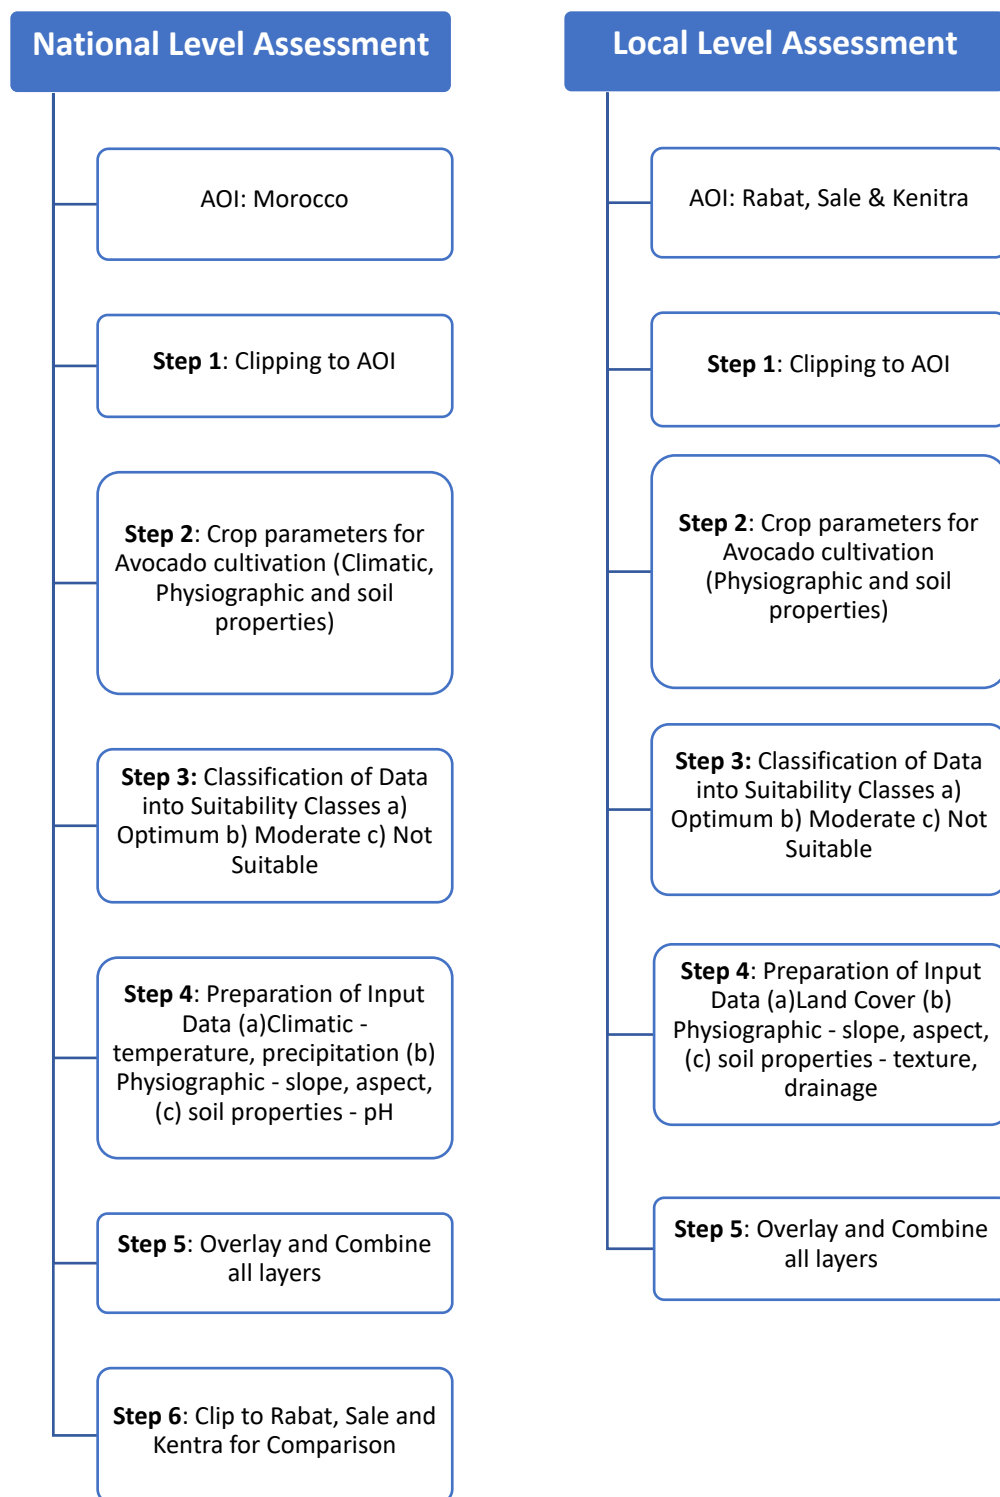 National Level Assessment
AOI: Morocco
Step 1: Clipping to AOI
Step 2: Crop parameters for
Avocado cultivation (Climatic,
Physiographic and soil
properties)
Step 3: Classification of Data
into Suitability Classes a)
Optimum b) Moderate c) Not
Suitable
Step 4: Preparation of Input
Data (a)Climatic -
temperature, precipitation (b)
Physiographic - slope, aspect,
(c) soil properties - pH
Step 5: Overlay and Combine
all layers
Step 6: Clip to Rabat, Sale and
Kentra for Comparison
Local Level Assessment
AOI: Rabat, Sale & Kenitra
Step 1: Clipping to AOI
Step 2: Crop parameters for
Avocado cultivation
(Physiographic and soil
properties)
Step 3: Classification of Data
into Suitability Classes a)
Optimum b) Moderate c) Not
Suitable
Step 4: Preparation of Input
Data (a)Land Cover (b)
Physiographic - slope, aspect,
(c) soil properties - texture,
drainage
Step 5: Overlay and Combine
all layers